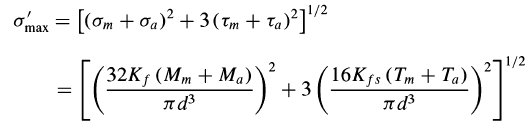 σ′max = [(σm + σa)² + 3(τm + τa)²]^1/2
= [(32Kf (Mm + Ma) / πd³)² + 3 (16Kfs (Tm + Ta) / πd³)²]^1/2